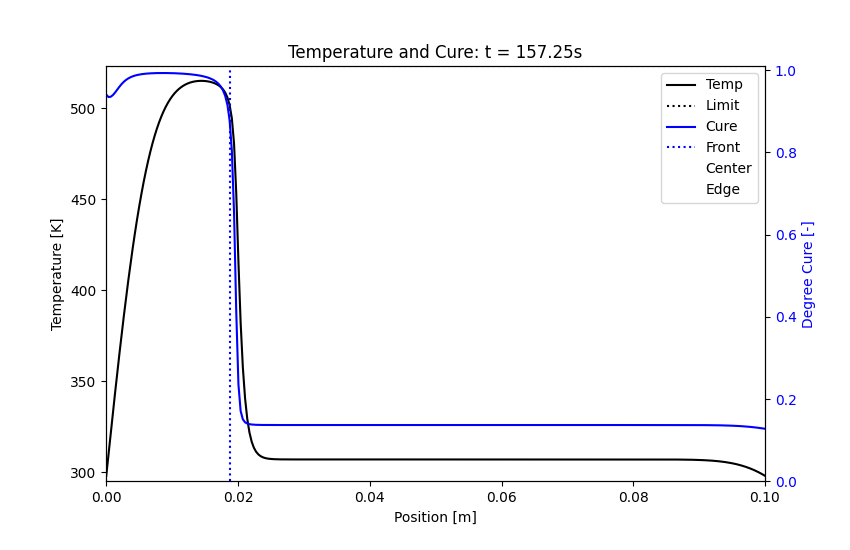 Temperature and Cure: t = 157.25s
Temp
Limit
Cure
Front
Center
Edge
500
450
400
350
300
Temperature [K]
1.0
0.8
0.6
0.4
0.2
0.0
Degree Cure [-]
0.00
0.02
0.04
0.06
0.08
0.10
Position [m]